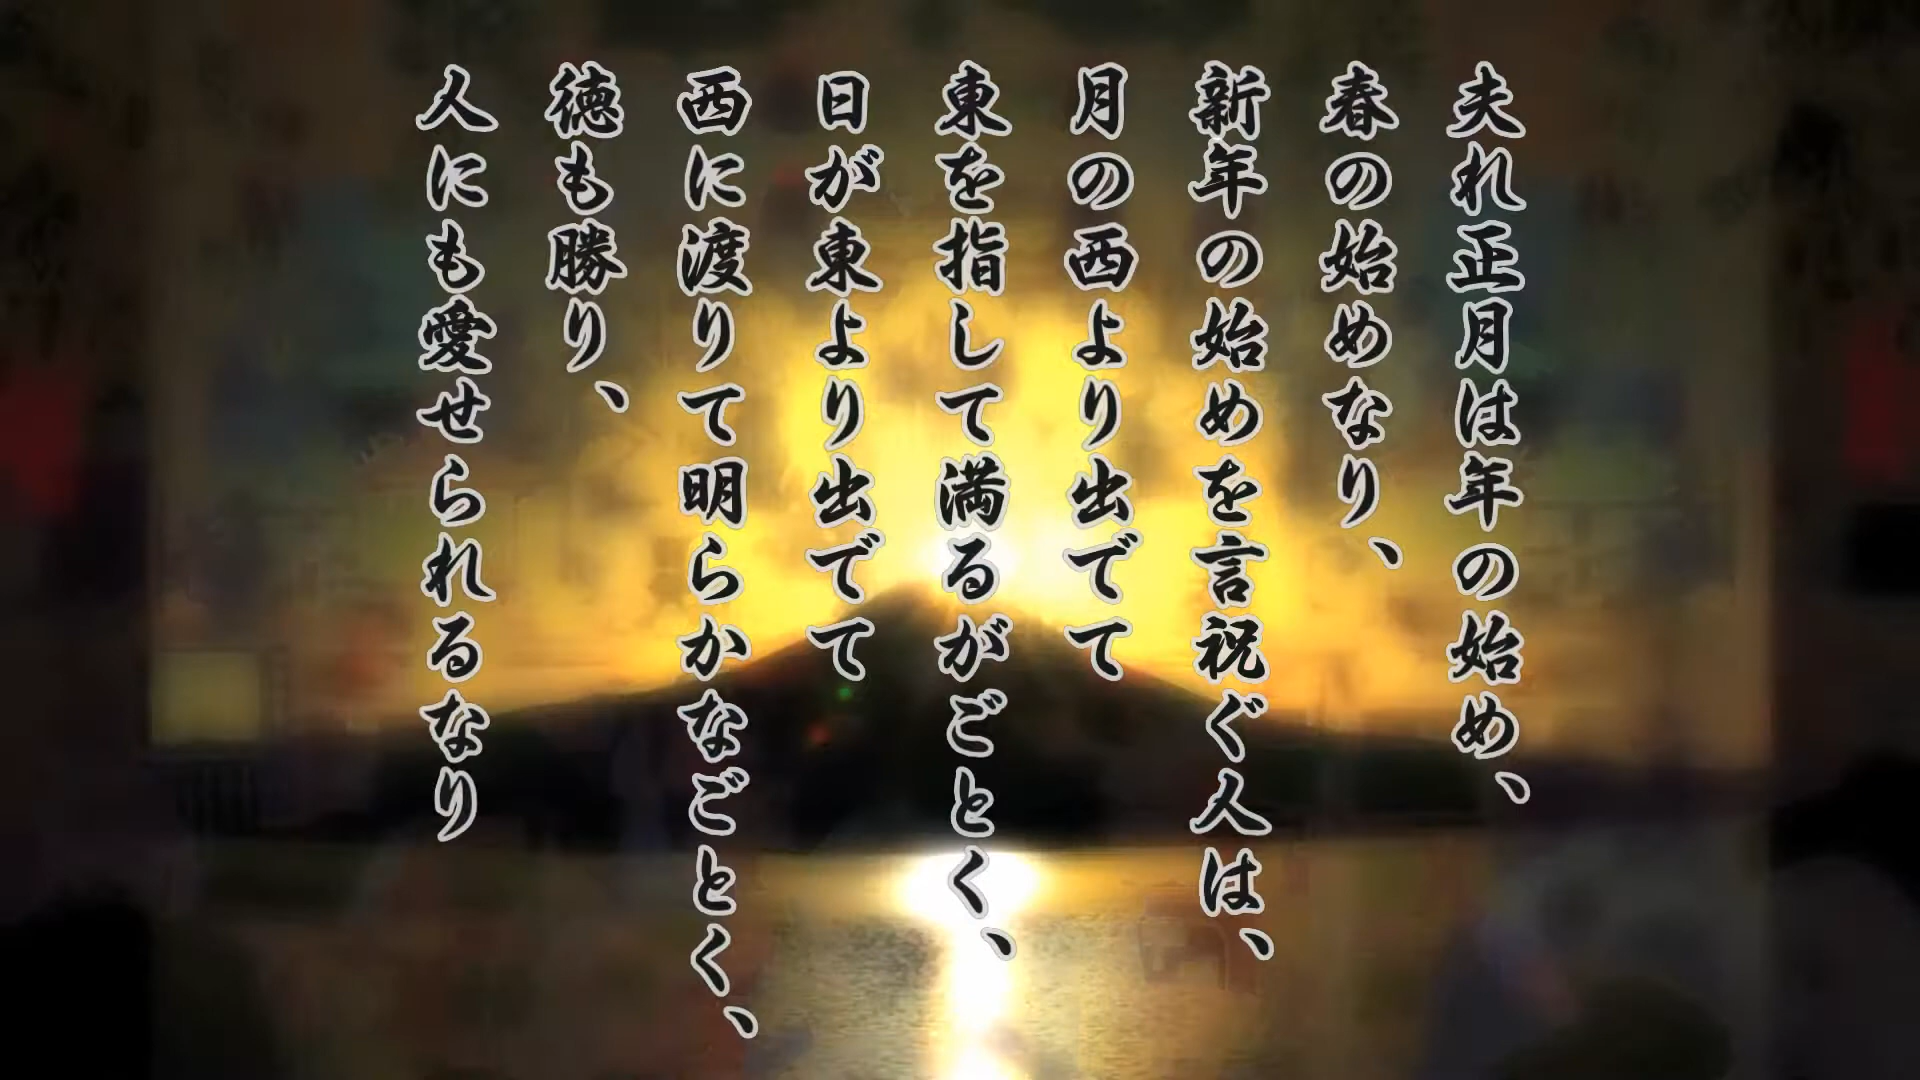 夫れ正月は年の始め、
春の始めなり、
新年の始めを言祝ぐ人は、
月の西より出でて
東を指して満るがごとく、
日が東より出でて
西に渡りて明らかなごとく、
徳も勝り、
人にも愛せられるなり